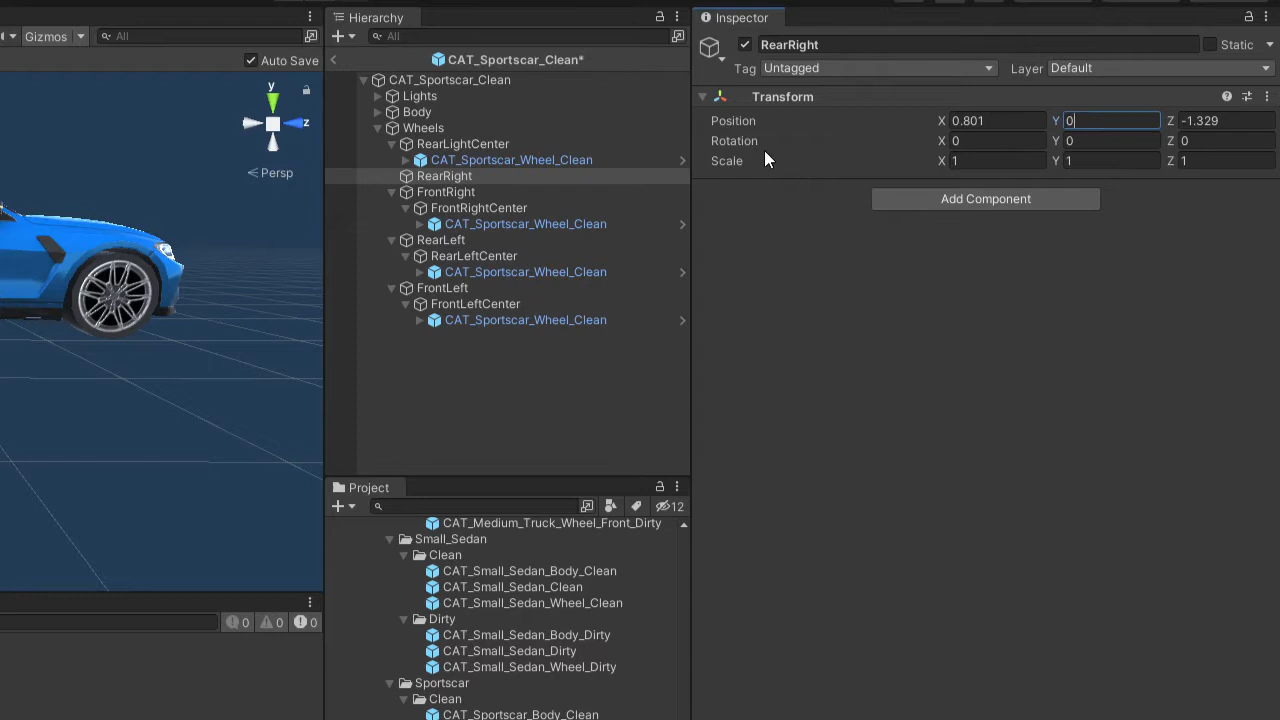 Gizmos
All
Auto Save
y
z
< Persp
0
0
0
Hierarchy
All
CAT_Sportscar_Clean*
CAT_Sportscar_Clean
Lights
Body
Wheels
RearLightCenter
CAT_Sportscar_Wheel_Clean
RearRight
FrontRight
FrontRightCenter
CAT_Sportscar_Wheel_Clean
RearLeft
RearLeftCenter
CAT_Sportscar_Wheel_Clean
FrontLeft
FrontLeftCenter
CAT_Sportscar_Wheel_Clean
Project
12
CAT_Medium_Truck_Wheel_Front_Dirty
Small_Sedan
Clean
CAT_Small_Sedan_Body_Clean
CAT_Small_Sedan_Clean
CAT_Small_Sedan_Wheel_Clean
Dirty
CAT_Small_Sedan_Body_Dirty
CAT_Small_Sedan_Dirty
CAT_Small_Sedan_Wheel_Dirty
Sportscar
Clean
CAT_Sportscar_Body_Clean
Inspector
RearRight Static
Tag Untagged Layer Default
Transform
Position X 0.801 Y 0 Z -1.329
Rotation X 0 Y 0 Z 0
Scale X 1 Y 1 Z 1
Add Component